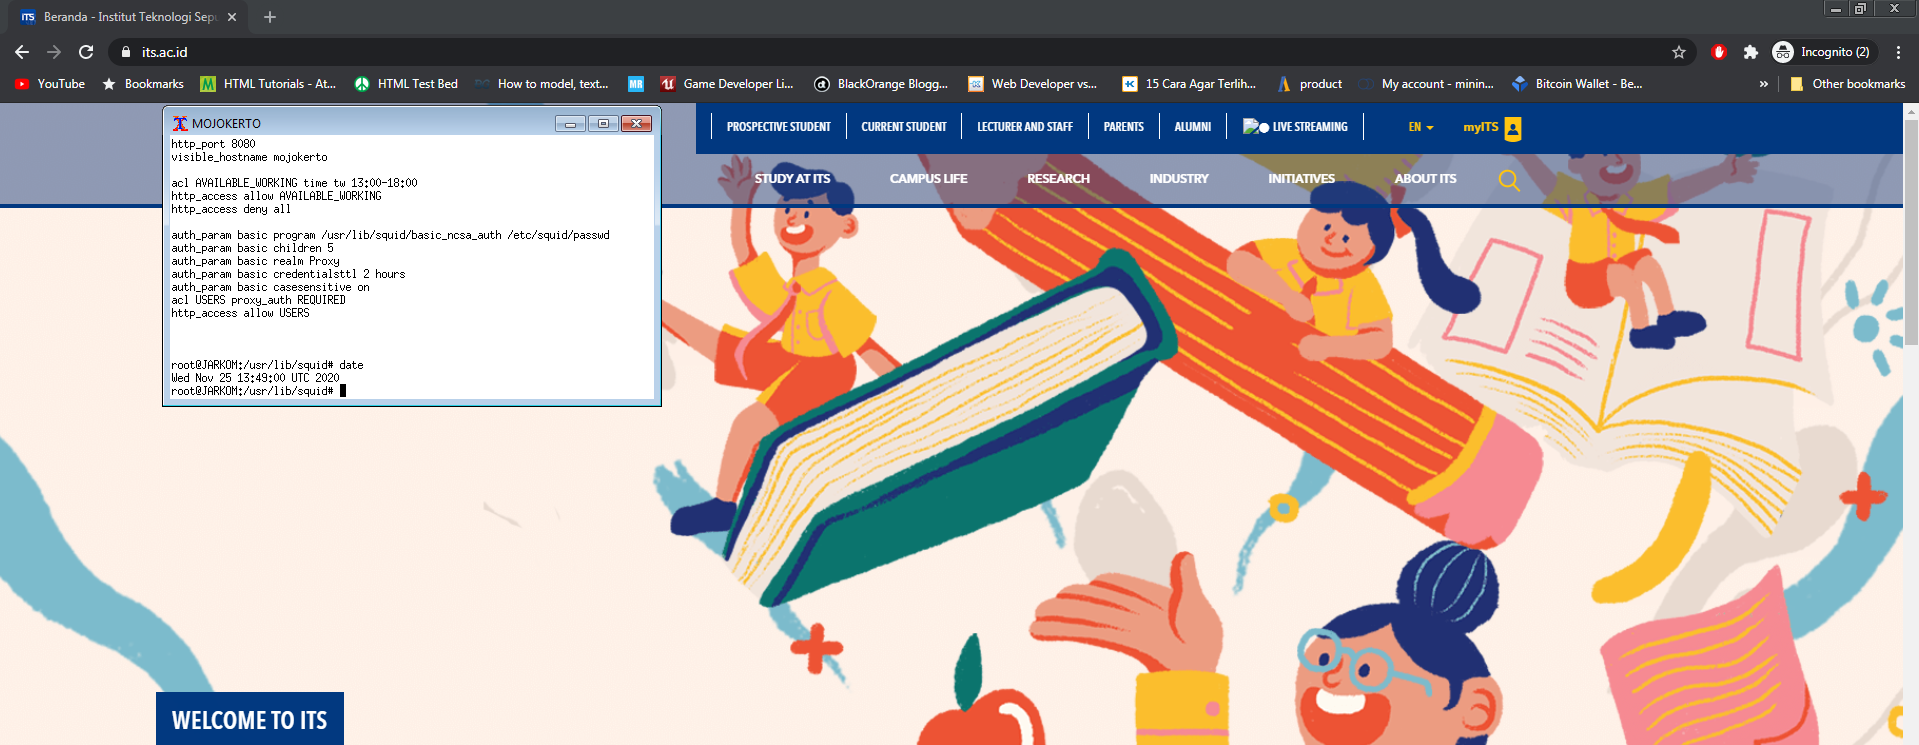 Beranda - Institut Teknologi Sepu
its.ac.id
Incognito (2)
YouTube
Bookmarks
HTML Tutorials - At...
HTML Test Bed
How to model, text...
MR
Game Developer Li...
BlackOrange Blogg...
Web Developer vs...
15 Cara Agar Terlih...
product
My account - minin...
Bitcoin Wallet - Be...
»
Other bookmarks
PROSPECTIVE STUDENT
CURRENT STUDENT
LECTURER AND STAFF
PARENTS
ALUMNI
LIVE STREAMING
EN
myITS
STUDY AT ITS
CAMPUS LIFE
RESEARCH
INDUSTRY
INITIATIVES
ABOUT ITS
MOJOKERTO
http_port 8080
visible_hostname mojokerto
acl AVAILABLE_WORKING time tw 13:00-18:00
http_access allow AVAILABLE_WORKING
http_access deny all
auth_param basic program /usr/lib/squid/basic_ncsa_auth /etc/squid/passwd
auth_param basic children 5
auth_param basic realm Proxy
auth_param basic credentialsttl 2 hours
auth_param basic casesensitive on
acl USERS proxy_auth REQUIRED
http_access allow USERS
root@JARKOM:/usr/lib/squid# date
Wed Nov 25 13:49:00 UTC 2020
root@JARKOM:/usr/lib/squid#
WELCOME TO ITS